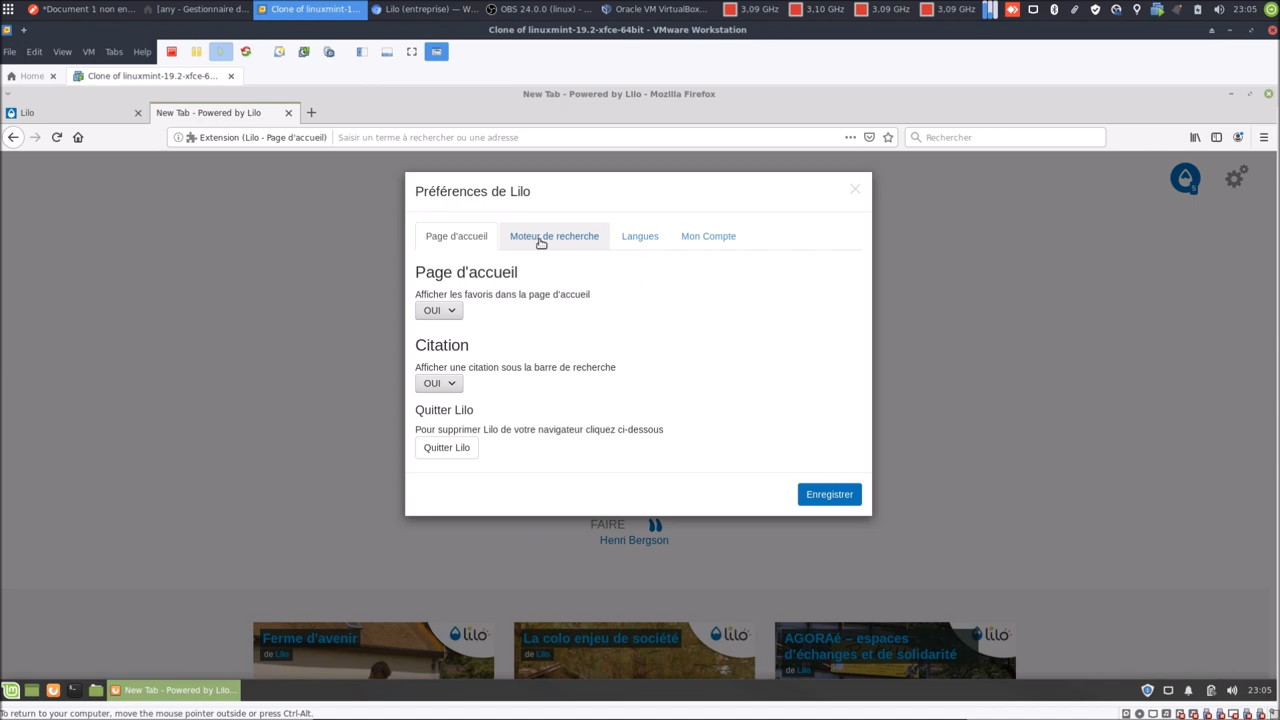 *Document 1 non en...
[any - Gestionnaire d...
Clone of linuxmint-1...
Lilo (entreprise) — W...
OBS 24.0.0 (linux) - ...
Oracle VM VirtualBox...
3,09 GHz
3,10 GHz
3,09 GHz
3,09 GHz
23:05
Clone of linuxmint-19.2-xfce-64bit - VMware Workstation
File Edit View VM Tabs Help
Home
Clone of linuxmint-19.2-xfce-6...
New Tab - Powered by Lilo - Mozilla Firefox
Lilo
New Tab - Powered by Lilo
Extension (Lilo - Page d'accueil)
Saisir un terme à rechercher ou une adresse
Rechercher
5
Préférences de Lilo
Page d'accueil
Moteur de recherche
Langues
Mon Compte
Page d'accueil
Afficher les favoris dans la page d'accueil
OUI
Citation
Afficher une citation sous la barre de recherche
OUI
Quitter Lilo
Pour supprimer Lilo de votre navigateur cliquez ci-dessous
Quitter Lilo
Enregistrer
FAIRE
Henri Bergson
Ferme d'avenir
de Lilo
lilo
La colo enjeu de société
de Lilo
lilo
AGORAé – espaces
d'échanges et de solidarité
de Lilo
lilo
New Tab - Powered by Lilo...
23:05
To return to your computer, move the mouse pointer outside or press Ctrl-Alt.